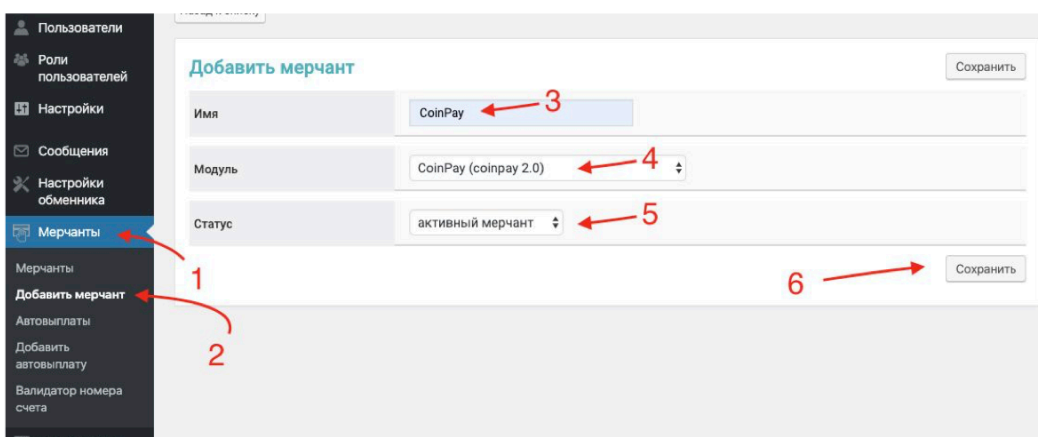 Пользователи
Роли
пользователей
Настройки
Сообщения
Настройки
обменника
Мерчанты
Мерчанты
Добавить мерчант
Автовыплаты
Добавить
автовыплату
Валидатор номера
счета
Добавить мерчант
Сохранить
Имя
CoinPay
3
Модуль
CoinPay (coinpay 2.0)
4
Статус
активный мерчант
5
1
6
Сохранить
2